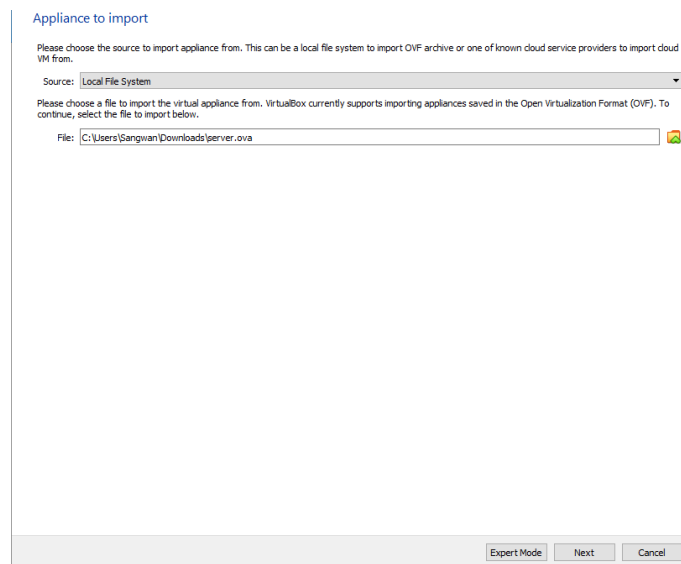 Appliance to import
Please choose the source to import appliance from. This can be a local file system to import OVF archive or one of known cloud service providers to import cloud
VM from.
Source: Local File System
Please choose a file to import the virtual appliance from. VirtualBox currently supports importing appliances saved in the Open Virtualization Format (OVF). To
continue, select the file to import below.
File: C:\Users\Sangwan\Downloads\server.ova
Expert Mode Next Cancel